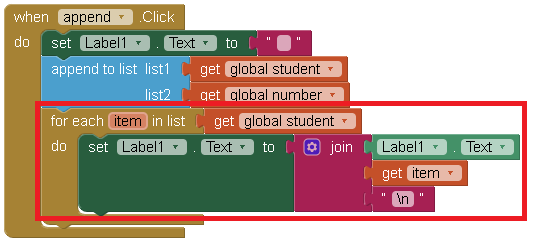 when append .Click
do set Label1 . Text to " "
append to list list1 get global student
list2 get global number
for each item in list get global student
do set Label1 . Text to join Label1 . Text
get item
" \n "